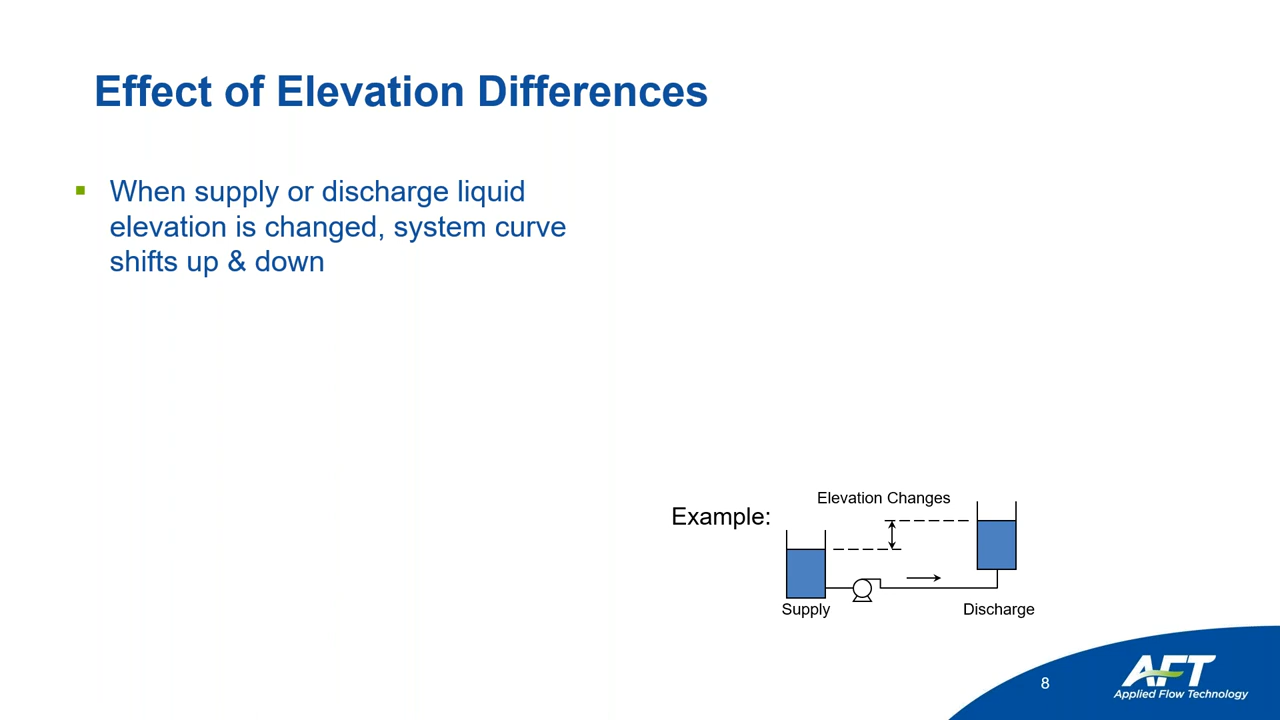 Effect of Elevation Differences
When supply or discharge liquid
elevation is changed, system curve
shifts up & down
Elevation Changes
Example:
Supply
Discharge
8
AFT
Applied Flow Technology